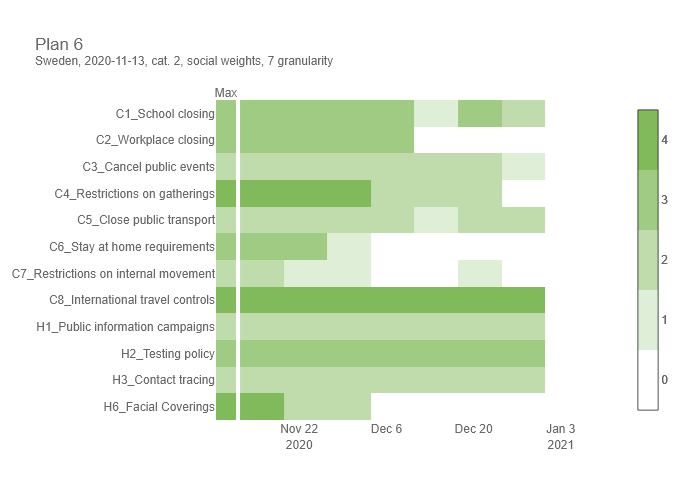 Plan 6
Sweden, 2020-11-13, cat. 2, social weights, 7 granularity
Max
C1_School closing
C2_Workplace closing
C3_Cancel public events
C4_Restrictions on gatherings
C5_Close public transport
C6_Stay at home requirements
C7_Restrictions on internal movement
C8_International travel controls
H1_Public information campaigns
H2_Testing policy
H3_Contact tracing
H6_Facial Coverings
Nov 22 Dec 6 Dec 20 Jan 3
2020 2021
4
3
2
1
0